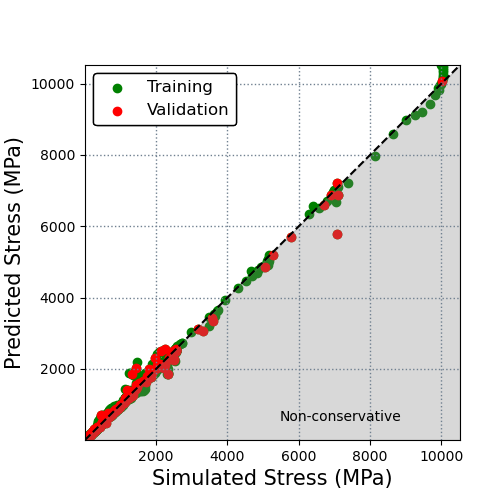 Training
Validation
10000
8000
6000
4000
2000
Predicted Stress (MPa)
Non-conservative
2000
4000
6000
8000
10000
Simulated Stress (MPa)